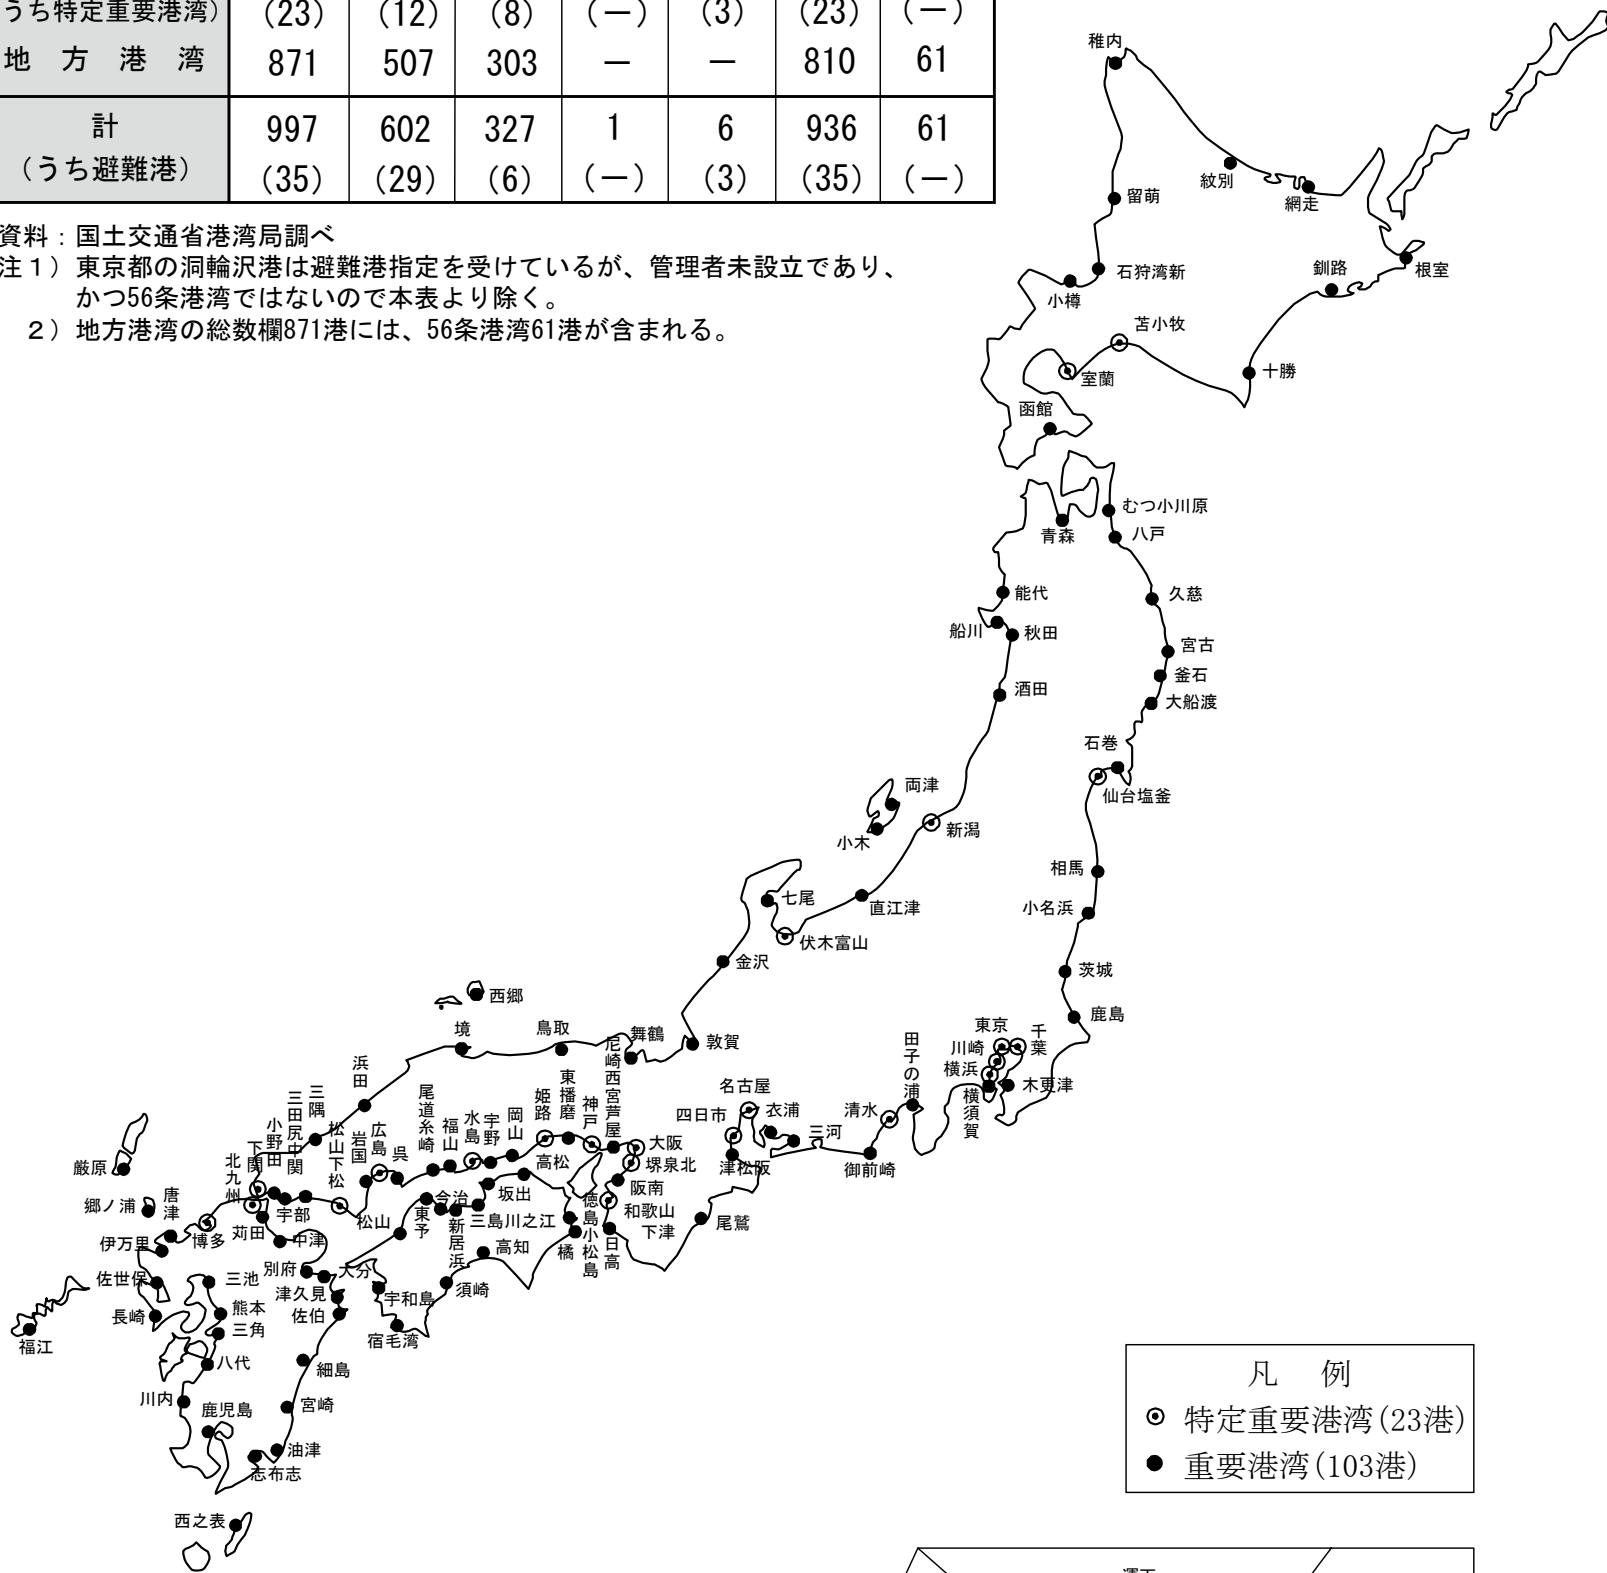 うち特定重要港湾) (23) (12) (8) (—) (3) (23) (—)
地 方 港 湾 871 507 303 — — 810 61
計 997 602 327 1 6 936 61
(うち避難港) (35) (29) (6) (—) (3) (35) (—)
資料：国土交通省港湾局調べ
注１）東京都の洞輪沢港は避難港指定を受けているが、管理者未設立であり、
かつ56条港湾ではないので本表より除く。
２）地方港湾の総数欄871港には、56条港湾61港が含まれる。
稚内
紋別
網走
留萌
根室
釧路
石狩湾新
小樽
苫小牧
室蘭
十勝
函館
むつ小川原
青森
八戸
能代
久慈
船川
秋田
宮古
釜石
酒田
大船渡
石巻
仙台塩釜
両津
小木
新潟
相馬
七尾
直江津
小名浜
伏木富山
金沢
茨城
西郷
鹿島
境
鳥取
舞鶴
敦賀
東京
千葉
川崎
横浜
木更津
横須賀
田子の浦
清水
御前崎
名古屋
四日市
衣浦
三河
津松阪
尾鷲
浜田
三隅
三田尻中関
小野田
下関
北九州
松山下松
岩国
広島
呉
尾道糸崎
福山
水島
宇野
岡山
姫路
東播磨
神戸
尼崎西宮芦屋
大阪
堺泉北
阪南
和歌山
下津
日高
高松
坂出
徳島小松島
橘
三島川之江
新居浜
東予
今治
松山
高知
須崎
宇和島
宿毛湾
厳原
郷ノ浦
唐津
伊万里
博多
苅田
宇部
中津
佐世保
三池
別府
大分
長崎
熊本
津久見
三角
佐伯
福江
八代
細島
川内
鹿児島
宮崎
油津
志布志
西之表
凡 例
特定重要港湾(23港)
重要港湾(103港)